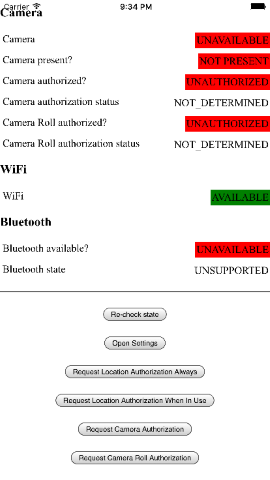 Carrier 9:34 PM
Camera
Camera UNAVAILABLE
Camera present? NOT PRESENT
Camera authorized? UNAUTHORIZED
Camera authorization status NOT_DETERMINED
Camera Roll authorized? UNAUTHORIZED
Camera Roll authorization status NOT_DETERMINED
WiFi
WiFi AVAILABLE
Bluetooth
Bluetooth available? UNAVAILABLE
Bluetooth state UNSUPPORTED
Re-check state
Open Settings
Request Location Authorization Always
Request Location Authorization When In Use
Request Camera Authorization
Request Camera Roll Authorization